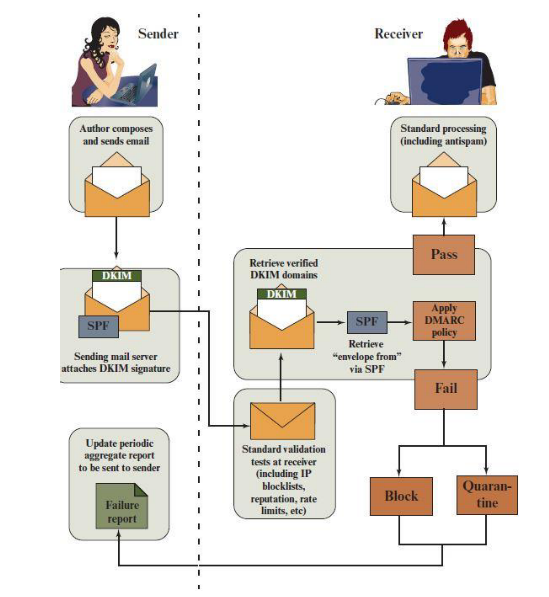 Sender
Receiver
Author composes
and sends email
Standard processing
(including antispam)
Pass
Retrieve verified
DKIM domains
DKIM
DKIM
SPF
SPF
Apply
DMARC
policy
Retrieve
“envelope from”
via SPF
Sending mail server
attaches DKIM signature
Fail
Update periodic
aggregate report
to be sent to sender
Failure
report
Standard validation
tests at receiver
(including IP
blocklists,
reputation, rate
limits, etc)
Block
Quaran-
tine